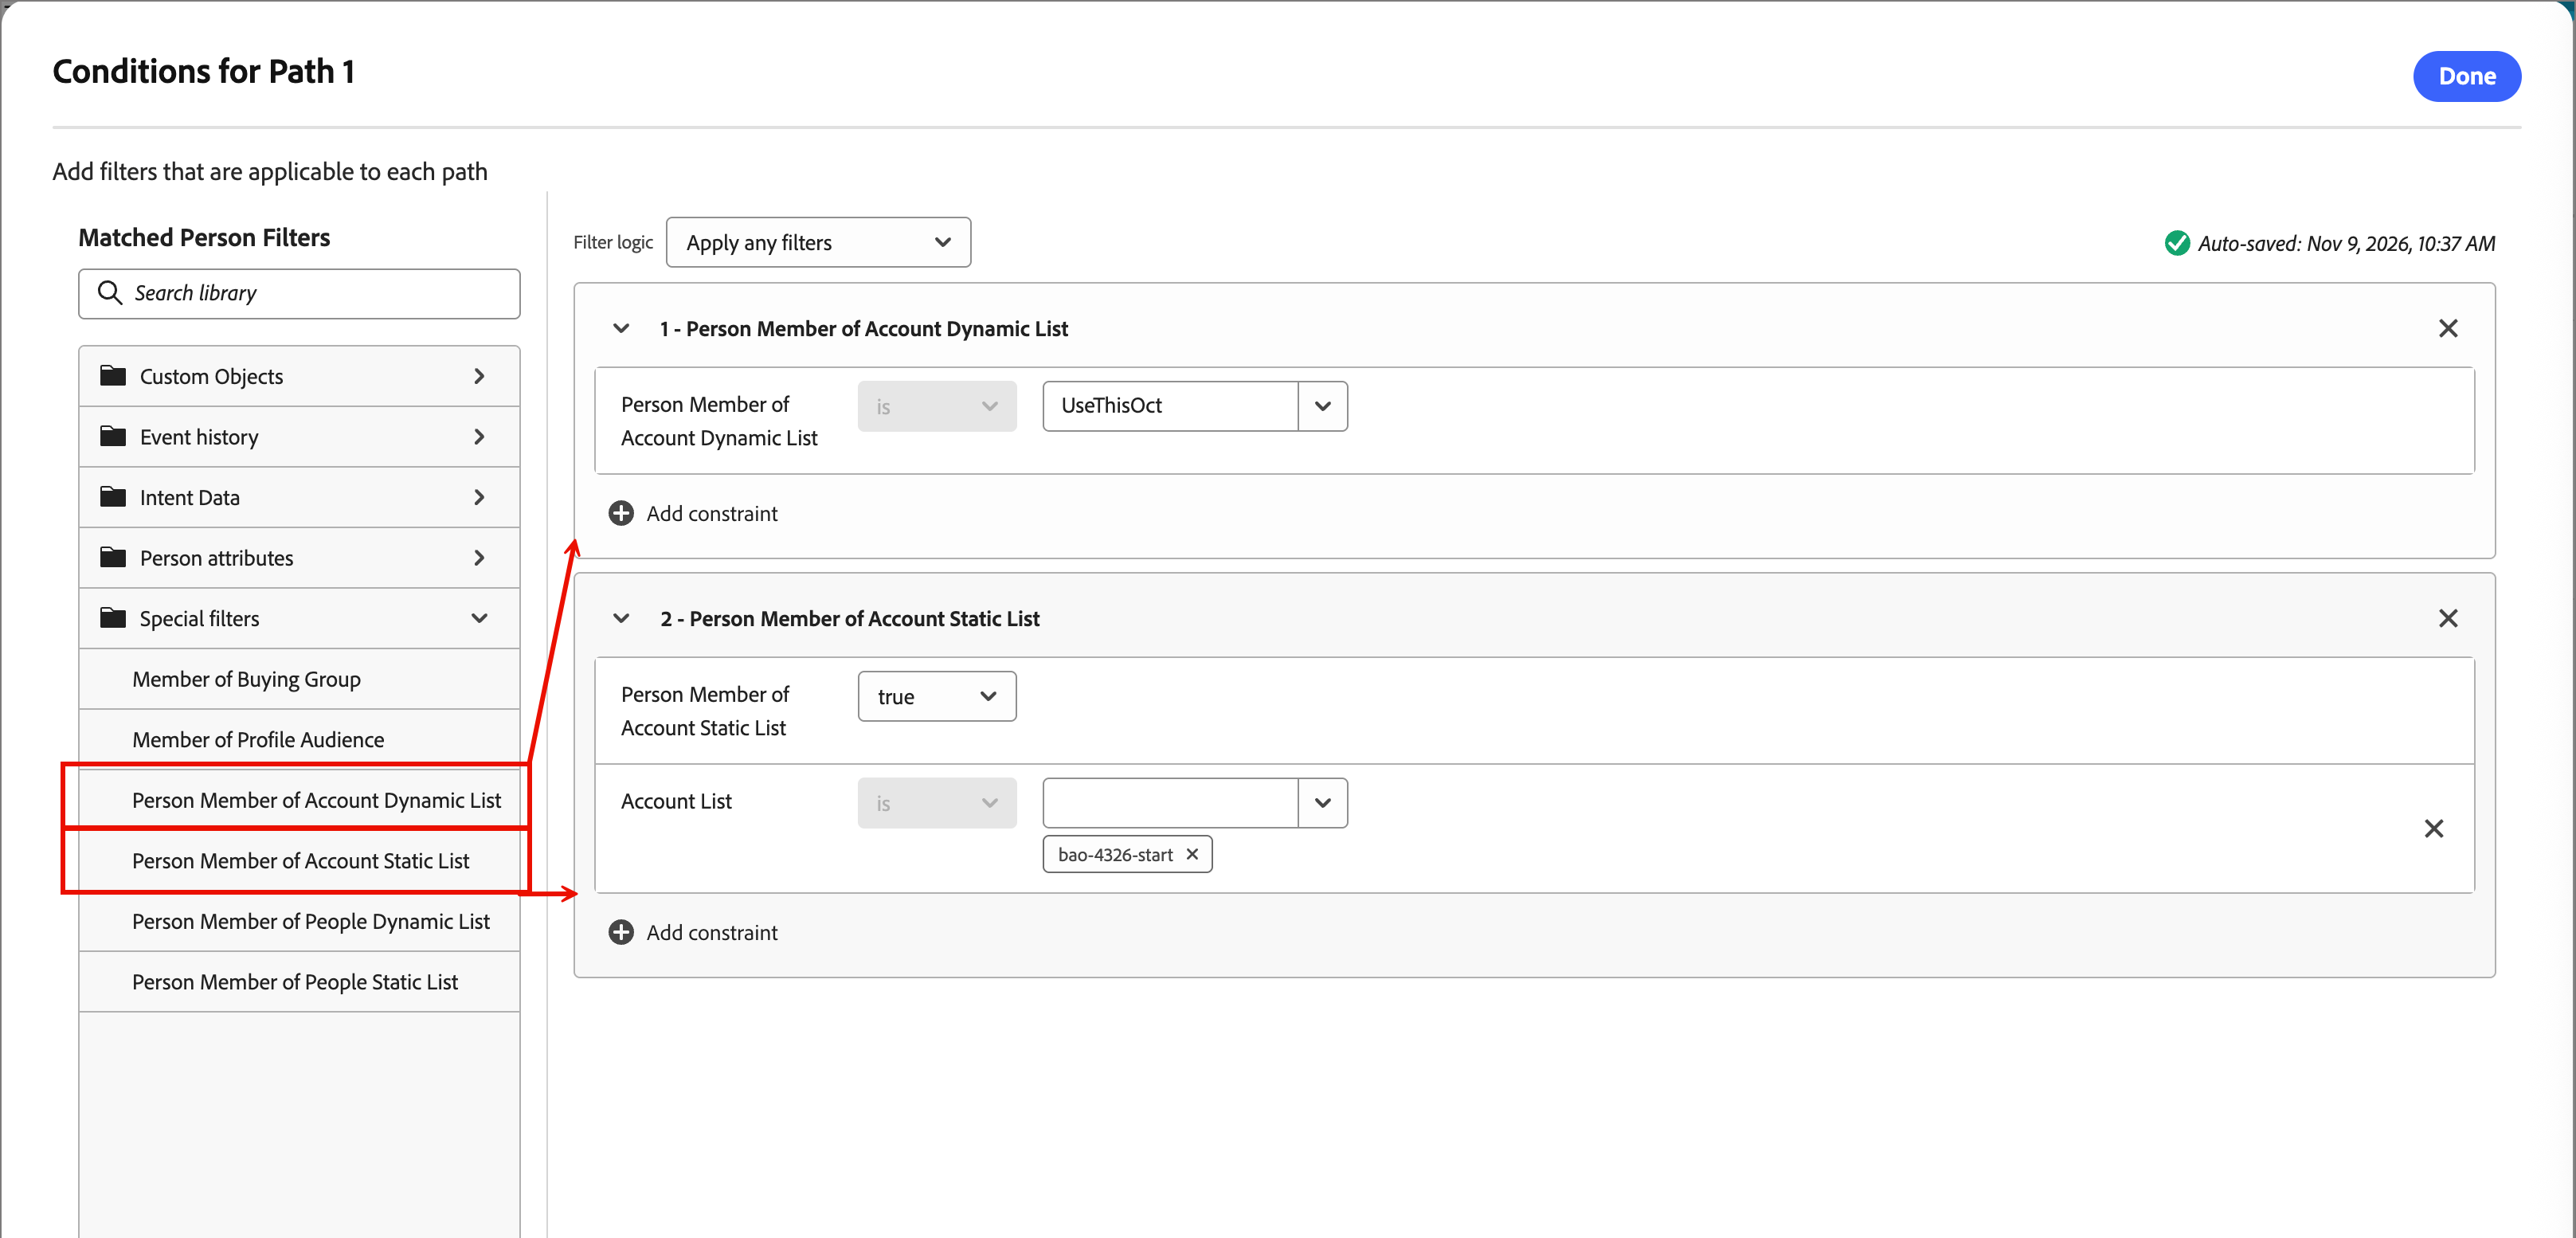 Conditions for Path 1
Done
Add filters that are applicable to each path
Matched Person Filters
Search library
Custom Objects
Event history
Intent Data
Person attributes
Special filters
Member of Buying Group
Member of Profile Audience
Person Member of Account Dynamic List
Person Member of Account Static List
Person Member of People Dynamic List
Person Member of People Static List
Filter logic
Apply any filters
Auto-saved: Nov 9, 2026, 10:37 AM
1 - Person Member of Account Dynamic List
Person Member of
Account Dynamic List
is
UseThisOct
Add constraint
2 - Person Member of Account Static List
Person Member of
Account Static List
true
Account List
is
bao-4326-start
Add constraint